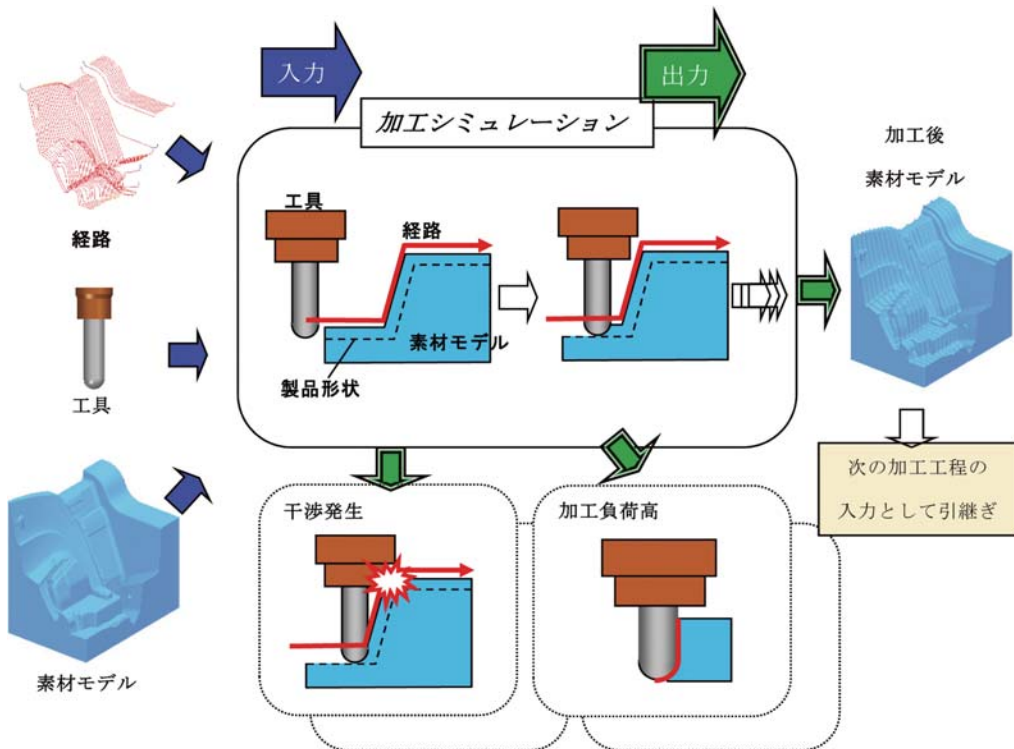 入力
出力
加工シミュレーション
経路
工具
素材モデル
工具
経路
素材モデル
製品形状
加工後
素材モデル
次の加工工程の
入力として引継ぎ
干渉発生
加工負荷高